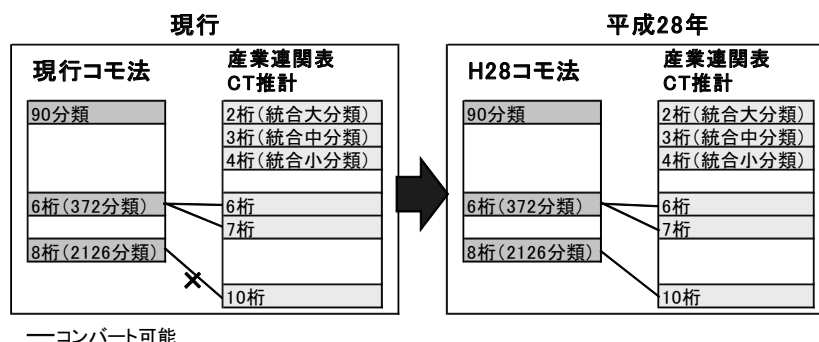 現行
平成28年
現行コモ法
産業連関表
CT推計
90分類
2桁(統合大分類)
3桁(統合中分類)
4桁(統合小分類)
6桁(372分類)
6桁
7桁
8桁(2126分類)
10桁
H28コモ法
産業連関表
CT推計
90分類
2桁(統合大分類)
3桁(統合中分類)
4桁(統合小分類)
6桁(372分類)
6桁
7桁
8桁(2126分類)
10桁
コンバート可能